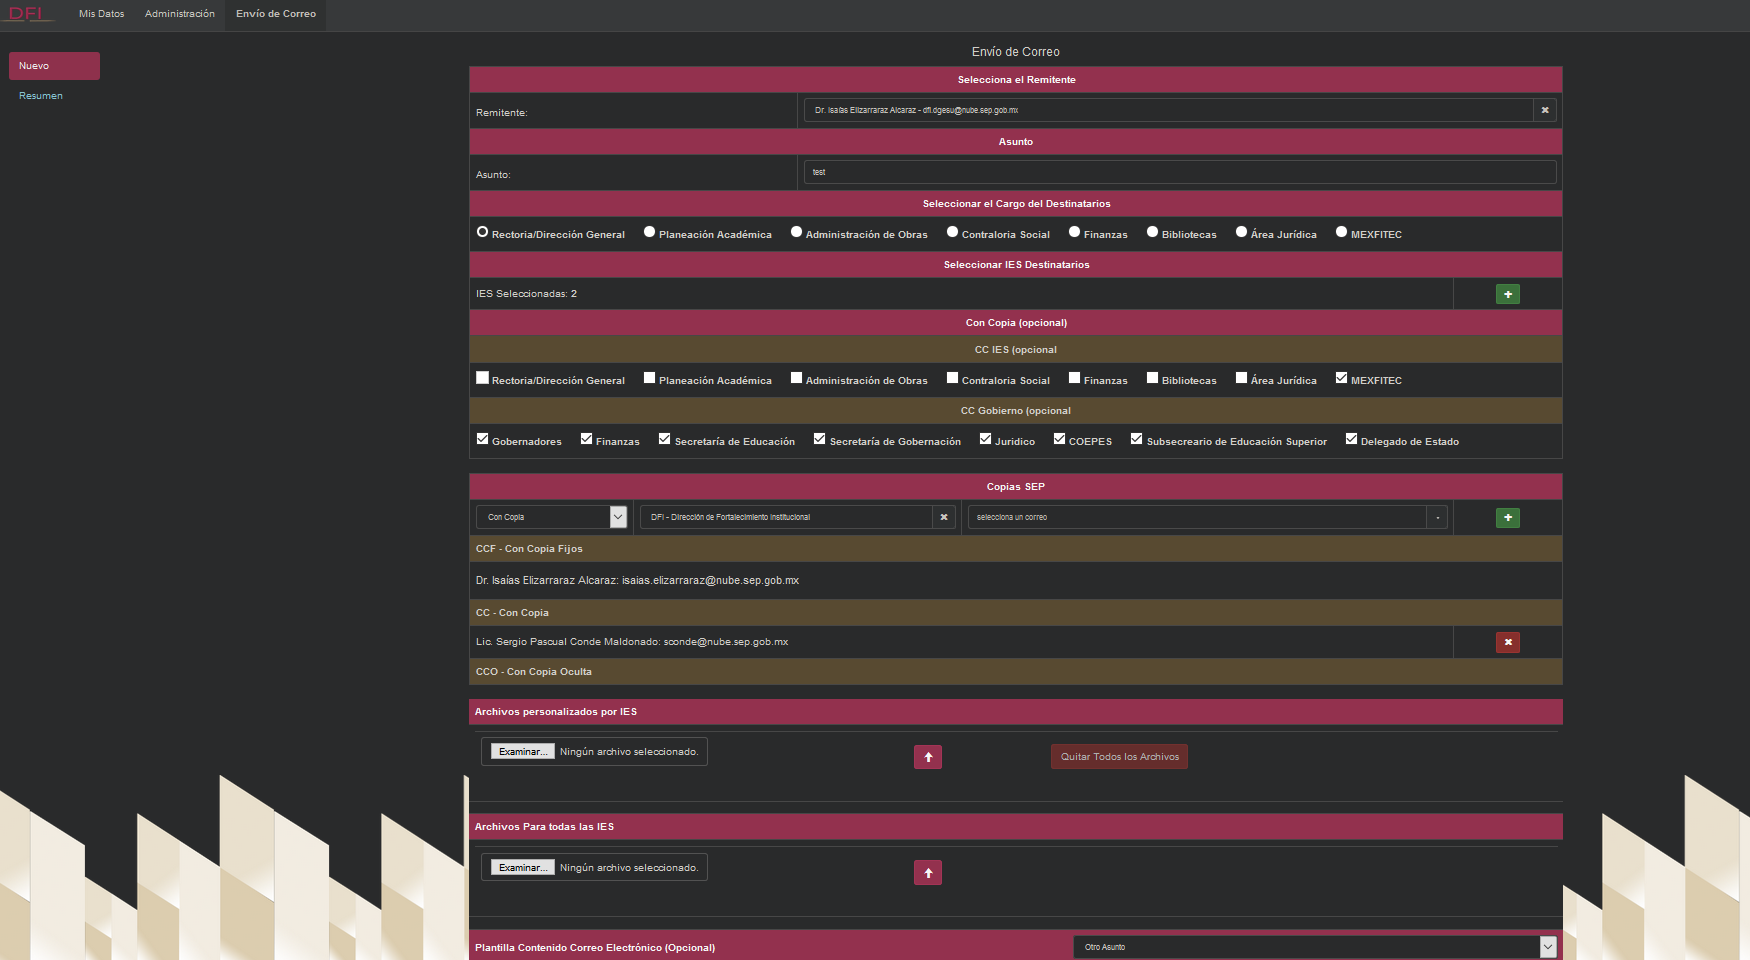 DFI Mis Datos Administración Envío de Correo
Nuevo
Resumen
Envío de Correo
Selecciona el Remitente
Remitente: Dr. Isaías Elizarraraz Alcaraz - dfi.dgesu@nube.sep.gob.mx
Asunto
Asunto: test
Seleccionar el Cargo del Destinatarios
Rectoria/Dirección General Planeación Académica Administración de Obras Contraloria Social Finanzas Bibliotecas Área Jurídica MEXFITEC
Seleccionar IES Destinatarios
IES Seleccionadas: 2
Con Copia (opcional)
CC IES (opcional
Rectoria/Dirección General Planeación Académica Administración de Obras Contraloria Social Finanzas Bibliotecas Área Jurídica MEXFITEC
CC Gobierno (opcional
Gobernadores Finanzas Secretaría de Educación Secretaría de Gobernación Juridico COEPES Subsecreario de Educación Superior Delegado de Estado
Copias SEP
Con Copia DFI - Dirección de Fortalecimiento Institucional selecciona un correo
CCF - Con Copia Fijos
Dr. Isaías Elizarraraz Alcaraz: isaias.elizarraraz@nube.sep.gob.mx
CC - Con Copia
Lic. Sergio Pascual Conde Maldonado: sconde@nube.sep.gob.mx
CCO - Con Copia Oculta
Archivos personalizados por IES
Examinar... Ningún archivo seleccionado. Quitar Todos los Archivos
Archivos Para todas las IES
Examinar... Ningún archivo seleccionado.
Plantilla Contenido Correo Electrónico (Opcional) Otro Asunto